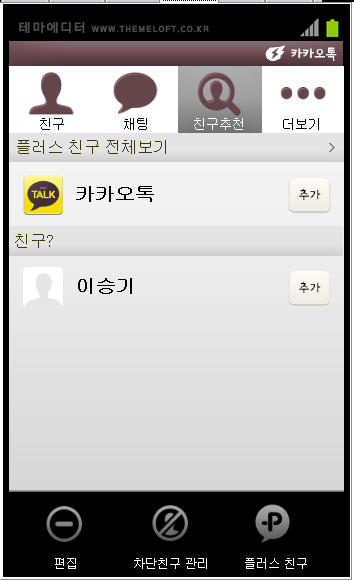 테마에디터 WWW.THEMELOFT.CO.KR
카카오톡
친구 채팅 친구추천 더보기
플러스 친구 전체보기
TALK 카카오톡 추가
친구?
이승기 추가
편집 차단친구 관리 플러스 친구